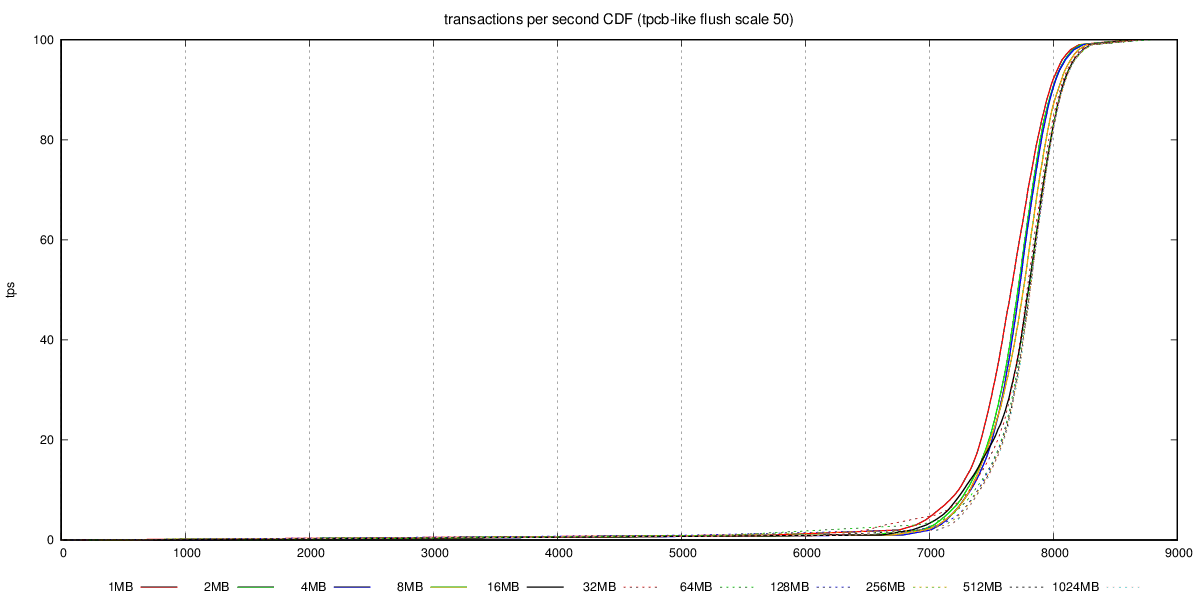 transactions per second CDF (tpcb-like flush scale 50)
100
80
60
40
20
0
tps
0 1000 2000 3000 4000 5000 6000 7000 8000 9000
1MB 2MB 4MB 8MB 16MB 32MB 64MB 128MB 256MB 512MB 1024MB